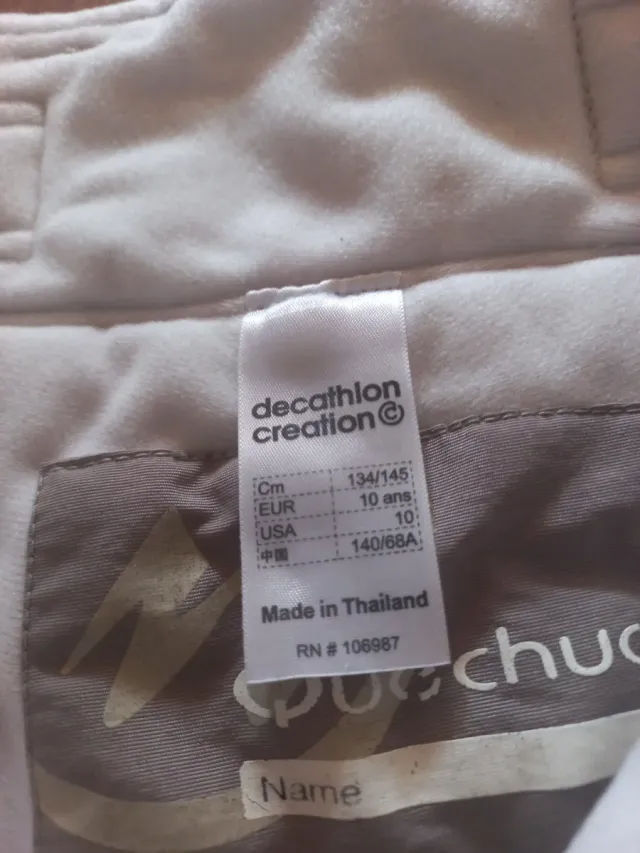 decathlon
creation
Cm 134/145
EUR 10 ans
USA 10
中国 140/68A
Made in Thailand
RN # 106987
Quechua
Name